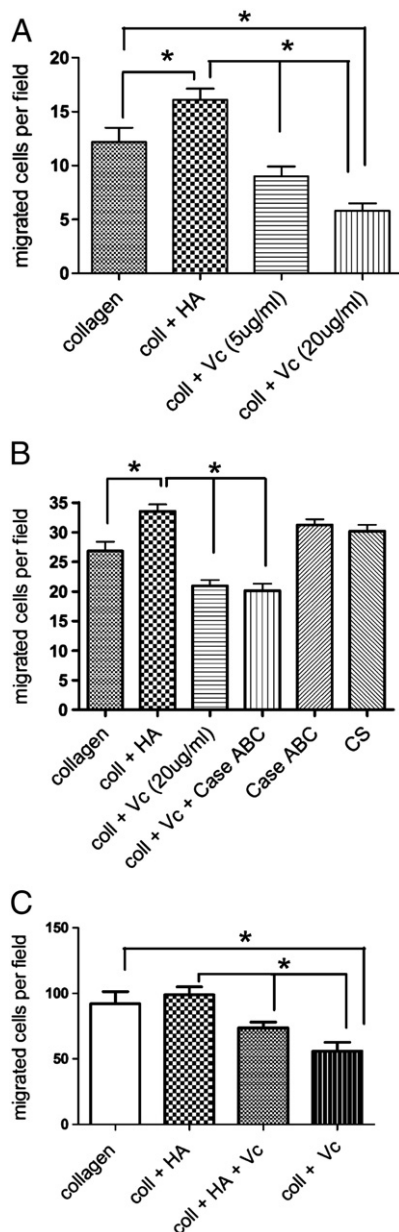 A
*
*
*
migrated cells per field
20
15
10
5
0
collagen
coll + HA
coll + Vc (5ug/ml)
coll + Vc (20ug/ml)
B
*
*
migrated cells per field
35
30
25
20
15
10
5
0
collagen
coll + HA
coll + Vc (20ug/ml)
coll + Vc + Case ABC
Case ABC
CS
C
*
*
migrated cells per field
150
100
50
0
collagen
coll + HA
coll + HA + Vc
coll + Vc